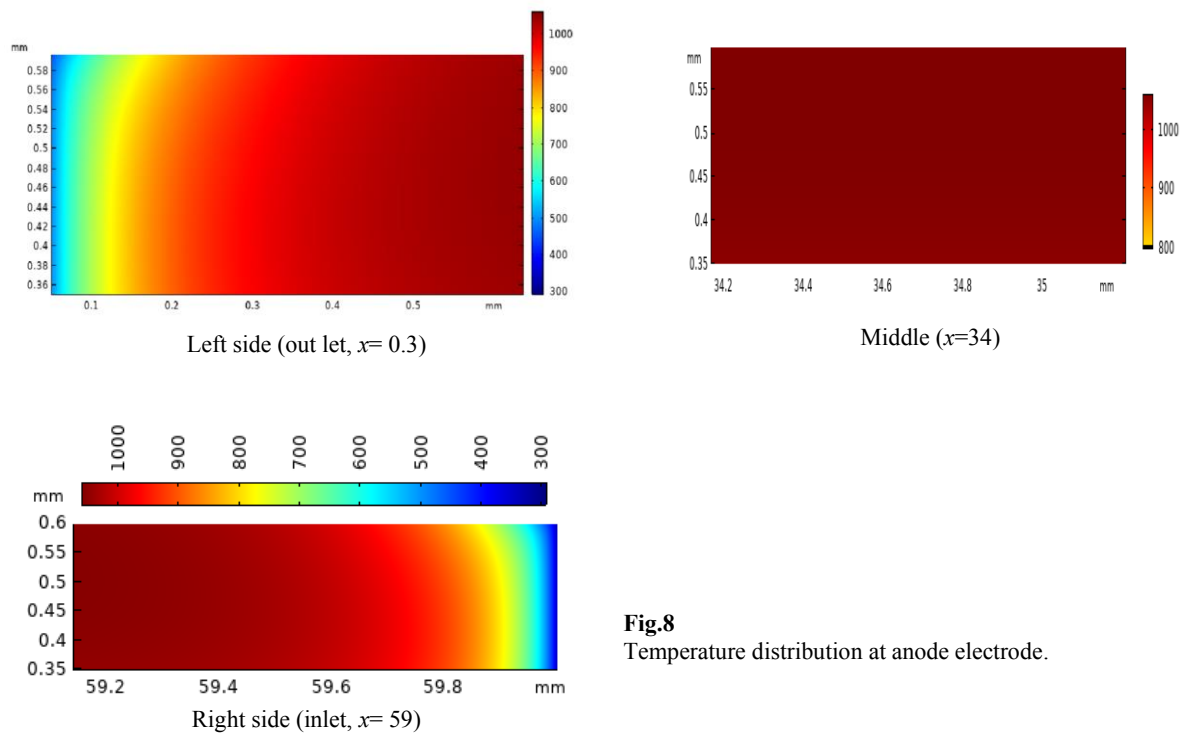 mm
0.58
0.56
0.54
0.52
0.5
0.48
0.46
0.44
0.42
0.4
0.38
0.36
0.1 0.2 0.3 0.4 0.5 mm
1000
900
800
700
600
500
400
300
Left side (out let, x= 0.3)
mm
0.55
0.5
0.45
0.4
0.35
34.2 34.4 34.6 34.8 35 mm
1000
900
800
Middle (x=34)
1000 900 800 700 600 500 400 300
mm
0.6
0.55
0.5
0.45
0.4
0.35
59.2 59.4 59.6 59.8 mm
Right side (inlet, x= 59)
Fig.8
Temperature distribution at anode electrode.